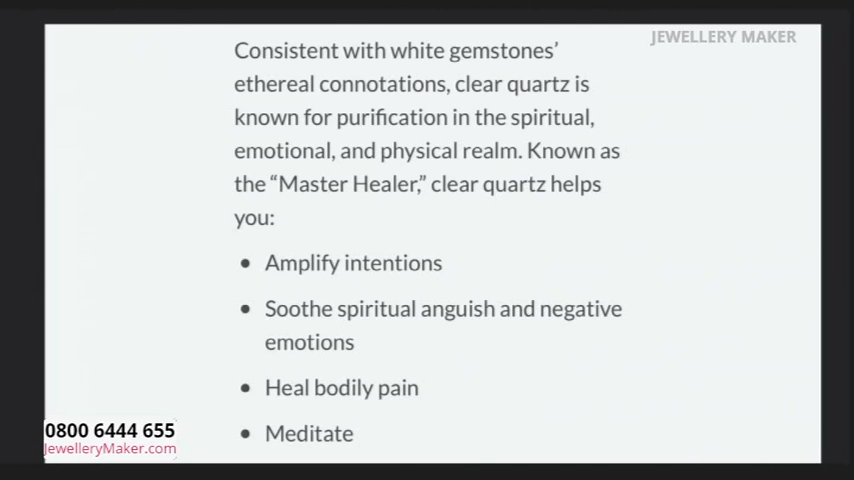 JEWELLERY MAKER
Consistent with white gemstones’
ethereal connotations, clear quartz is
known for purification in the spiritual,
emotional, and physical realm. Known as
the “Master Healer,” clear quartz helps
you:
• Amplify intentions
• Soothe spiritual anguish and negative
emotions
• Heal bodily pain
• Meditate
0800 6444 655
JewelleryMaker.com